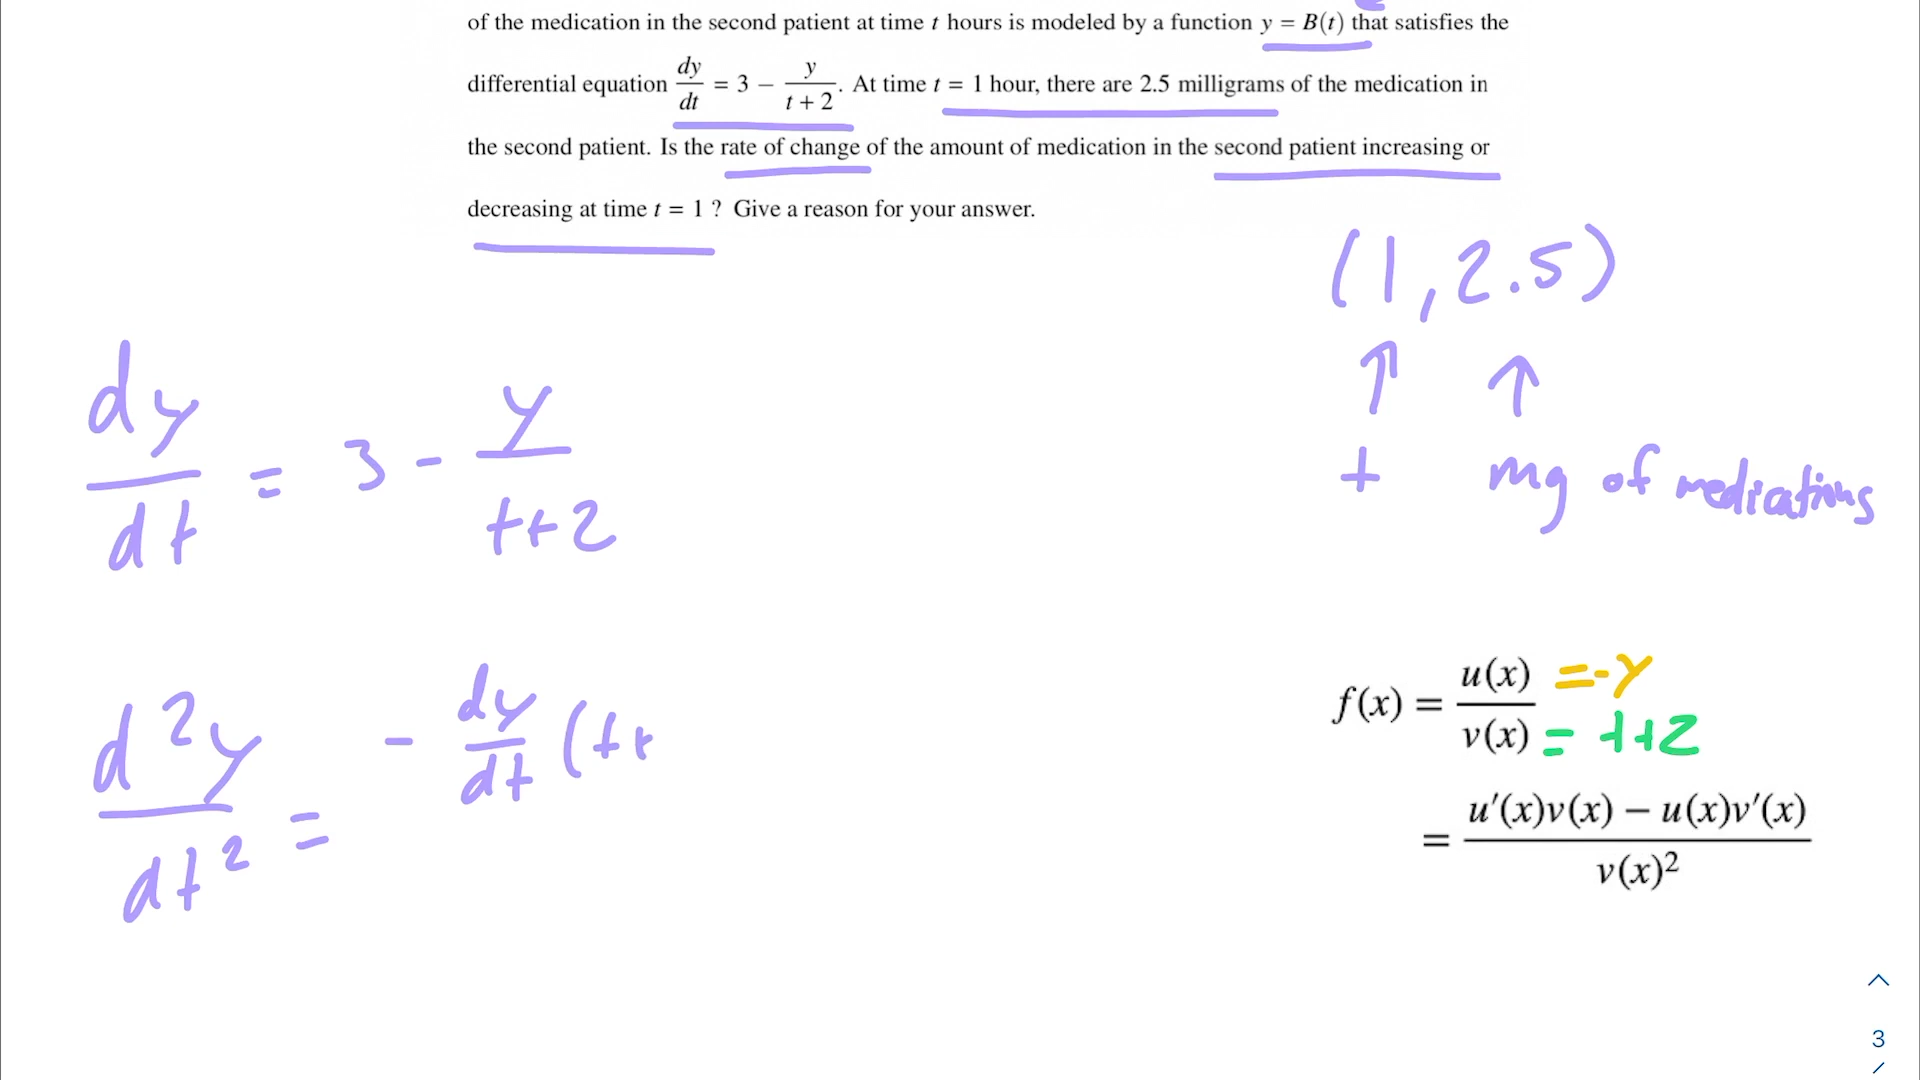 of the medication in the second patient at time t hours is modeled by a function y = B(t) that satisfies the
differential equation dy/dt = 3 − y/(t + 2). At time t = 1 hour, there are 2.5 milligrams of the medication in
the second patient. Is the rate of change of the amount of medication in the second patient increasing or
decreasing at time t = 1 ? Give a reason for your answer.
(1, 2.5)
↑ ↑
t mg of medications
dy/dt = 3 - y/(t+2)
f(x) = u(x)/v(x)
= -y
= t+2
= (u′(x)v(x) − u(x)v′(x))/v(x)²
d²y/dt² = - dy/dt (t+
3